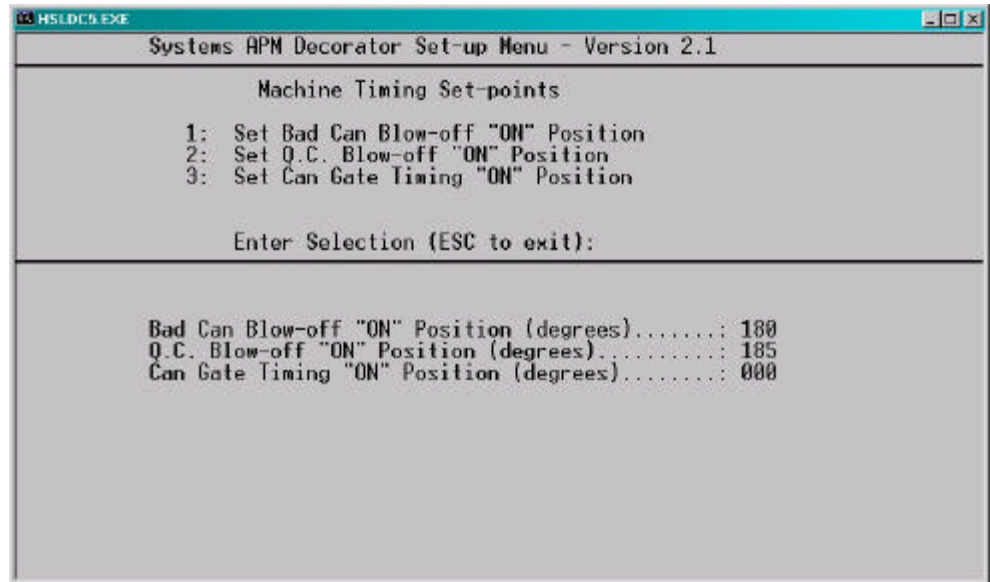 HSLDC5.EXE
Systems APM Decorator Set-up Menu - Version 2.1
Machine Timing Set-points
1: Set Bad Can Blow-off "ON" Position
2: Set Q.C. Blow-off "ON" Position
3: Set Can Gate Timing "ON" Position
Enter Selection (ESC to exit):
Bad Can Blow-off "ON" Position (degrees).......: 180
Q.C. Blow-off "ON" Position (degrees)..........: 185
Can Gate Timing "ON" Position (degrees)........: 000